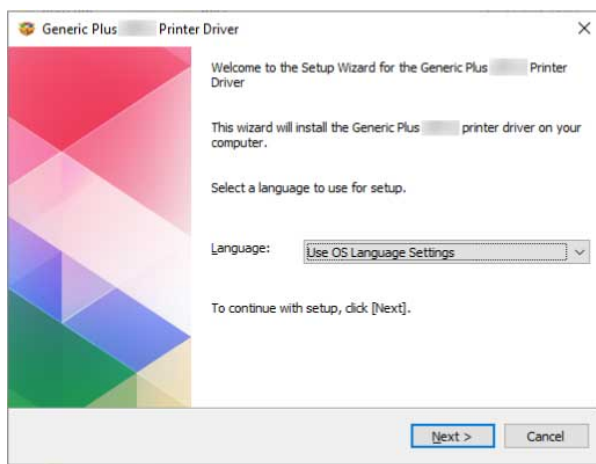 Generic Plus Printer Driver
Welcome to the Setup Wizard for the Generic Plus Printer
Driver
This wizard will install the Generic Plus printer driver on your
computer.
Select a language to use for setup.
Language: Use OS Language Settings
To continue with setup, click [Next].
Next > Cancel